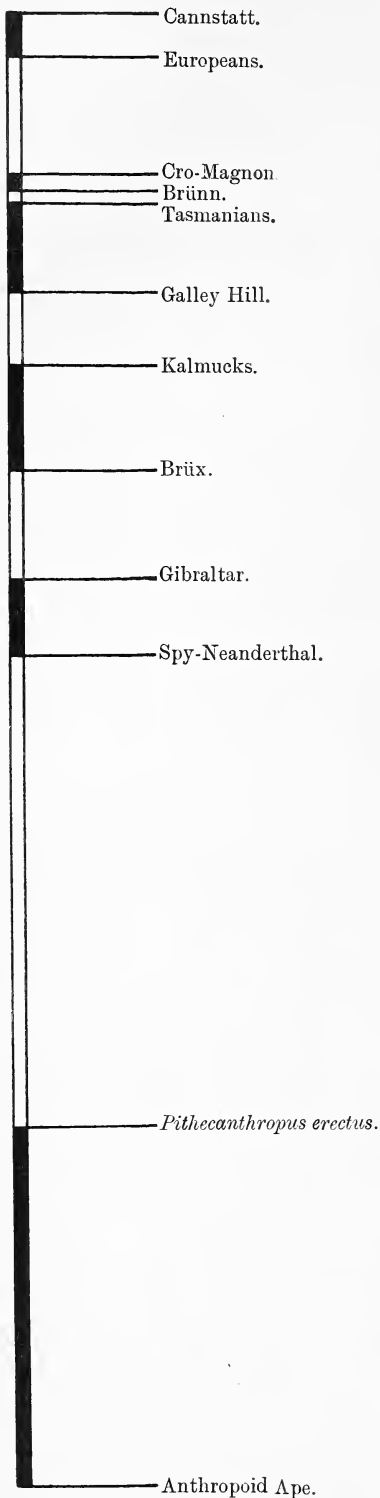 Cannstatt.
Europeans.
Cro-Magnon
Brünn.
Tasmanians.
Galley Hill.
Kalmucks.
Brüx.
Gibraltar.
Spy-Neanderthal.
Pithecanthropus erectus.
Anthropoid Ape.